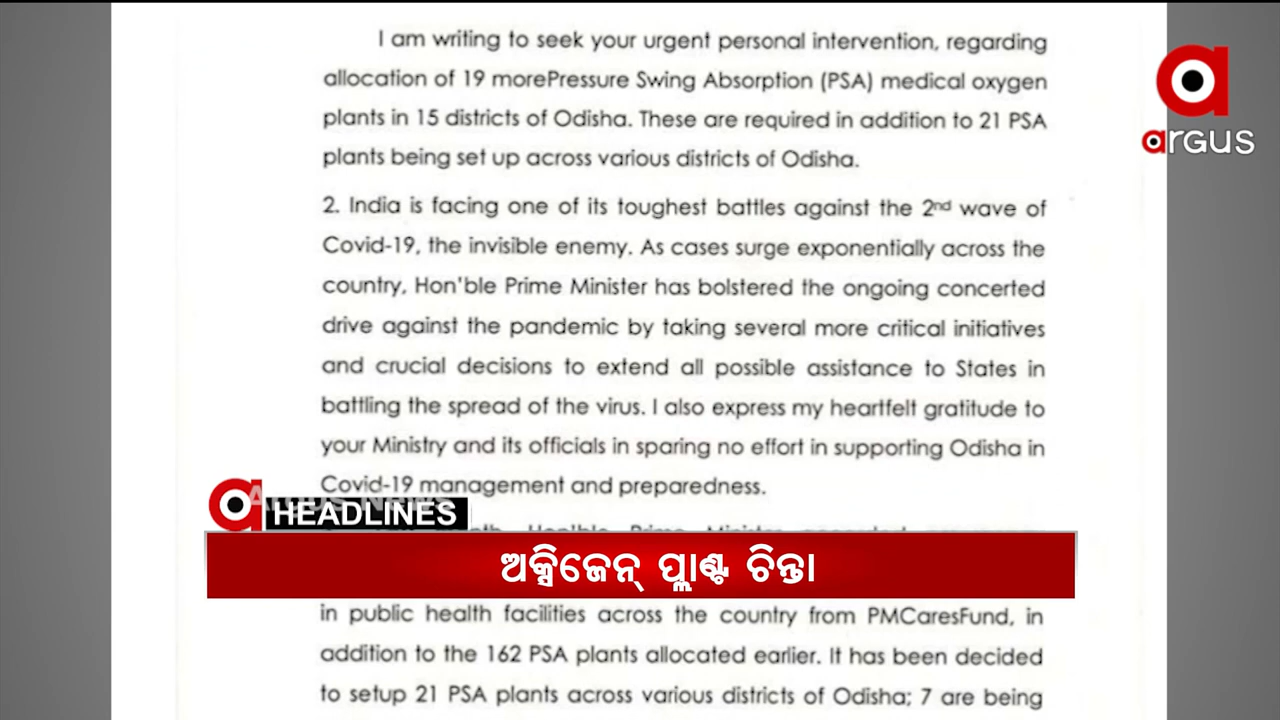 I am writing to seek your urgent personal intervention, regarding
allocation of 19 morePressure Swing Absorption (PSA) medical oxygen
plants in 15 districts of Odisha. These are required in addition to 21 PSA
plants being set up across various districts of Odisha.
argus
2. India is facing one of its toughest battles against the 2nd wave of
Covid-19, the invisible enemy. As cases surge exponentially across the
country, Hon'ble Prime Minister has bolstered the ongoing concerted
drive against the pandemic by taking several more critical initiatives
and crucial decisions to extend all possible assistance to States in
battling the spread of the virus. I also express my heartfelt gratitude to
your Ministry and its officials in sparing no effort in supporting Odisha in
Covid-19 management and preparedness.
Argus News
HEADLINES
Hon'ble Prime Minister
ଅକ୍ସିଜେନ୍ ପ୍ଲାଣ୍ଟ ଚିନ୍ତା
in public health facilities across the country from PMCaresFund, in
addition to the 162 PSA plants allocated earlier. It has been decided
to setup 21 PSA plants across various districts of Odisha; 7 are being